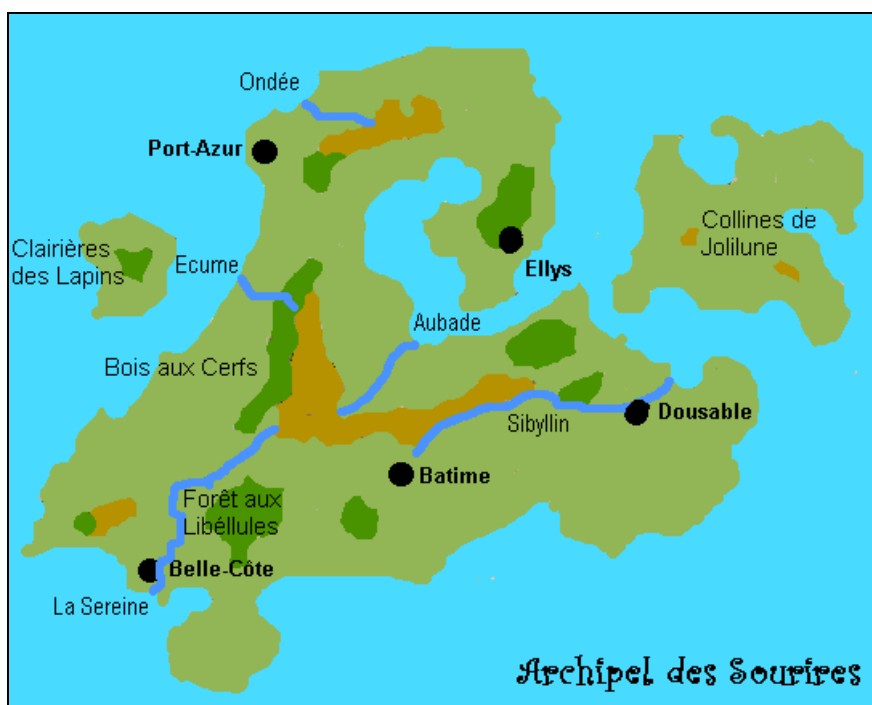 Ondée
Port-Azur
Collines de
Jolilune
Clairières
des Lapins
Ecume
Ellys
Aubade
Bois aux Cerfs
Sibyllin
Dousable
Batime
Forêt aux
Libéllules
Belle-Côte
La Sereine
Archipel des Sourires